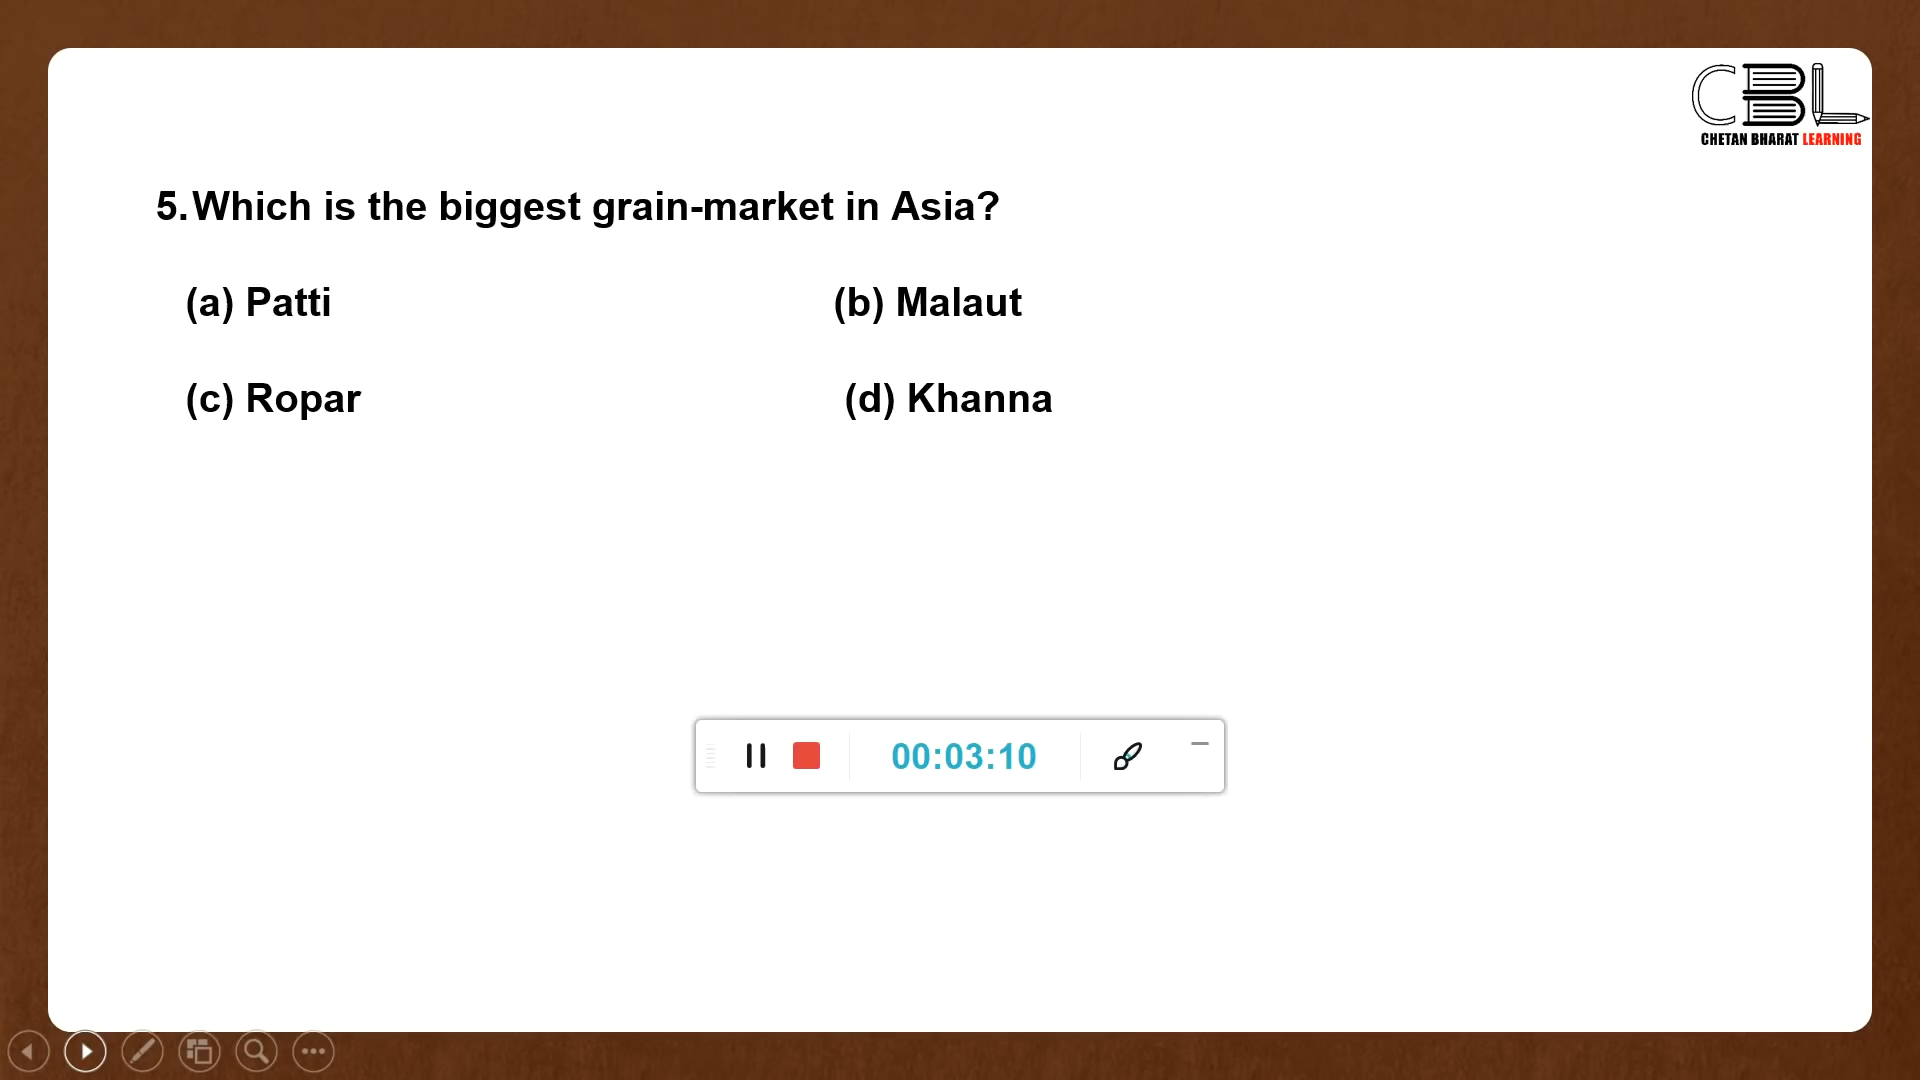 CBL
CHETAN BHARAT LEARNING
5. Which is the biggest grain-market in Asia?
(a) Patti (b) Malaut
(c) Ropar (d) Khanna
00:03:10